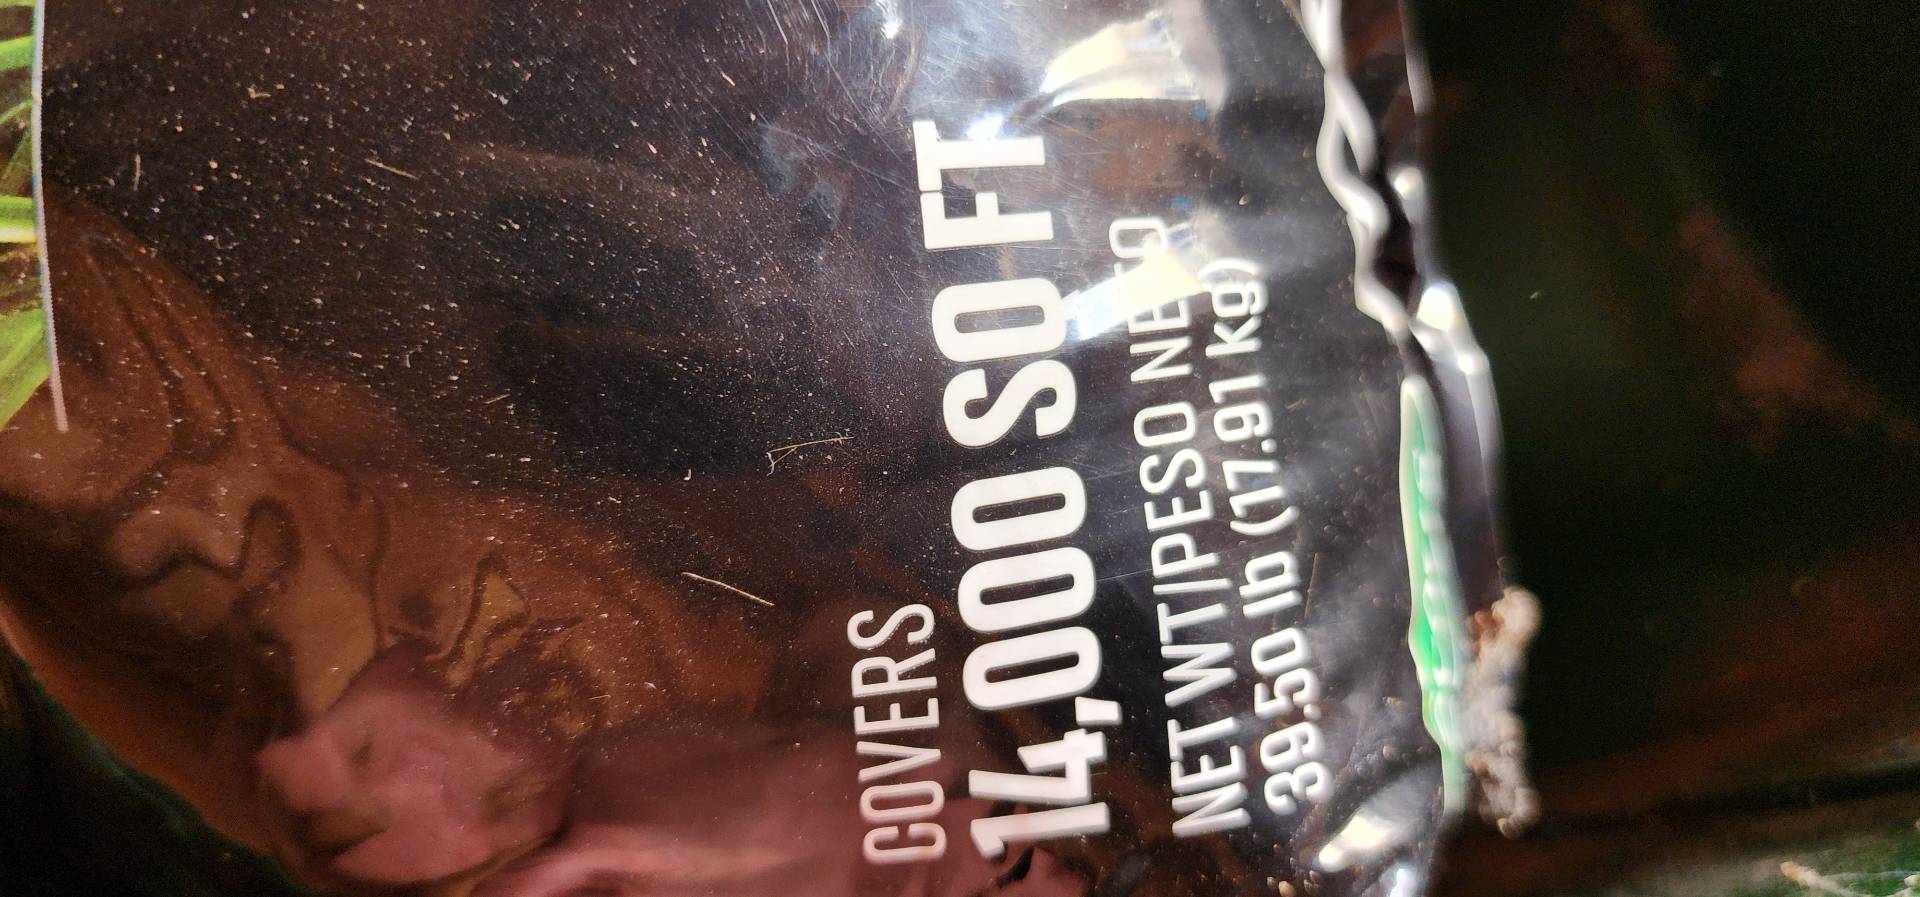 COVERS
14,000 SQ FT
NET WT/PESO NETO
39.50 lb (17.91 kg)